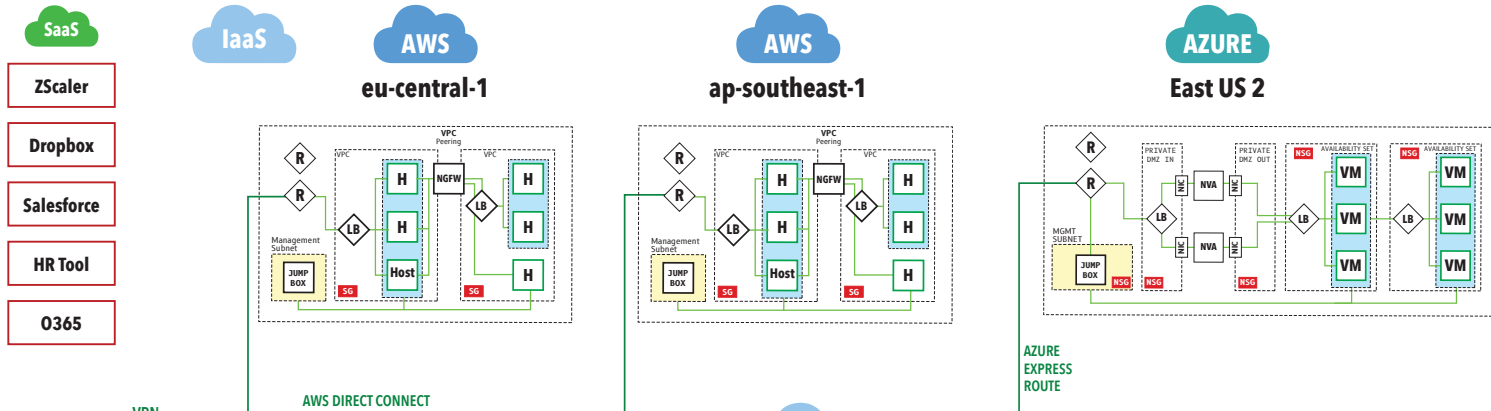 SaaS
IaaS
AWS
AWS
AZURE
eu-central-1
ap-southeast-1
East US 2
ZScaler
Dropbox
Salesforce
HR Tool
O365
VPC
Peering
VPC
VPC
R
R
H
H
Host
NGFW
LB
LB
H
H
H
Management
Subnet
JUMP
BOX
SG
SG
VPC
Peering
VPC
VPC
R
R
H
H
Host
NGFW
LB
LB
H
H
H
Management
Subnet
JUMP
BOX
SG
SG
R
R
PRIVATE
DMZ IN
PRIVATE
DMZ OUT
NSG
AVAILABILITY SET
NSG
AVAILABILITY SET
NIC
NVA
NIC
LB
NIC
NVA
NIC
LB
VM
VM
VM
LB
VM
VM
VM
MGMT
SUBNET
JUMP
BOX
NSG
NSG
NSG
AZURE
EXPRESS
ROUTE
AWS DIRECT CONNECT
VPN